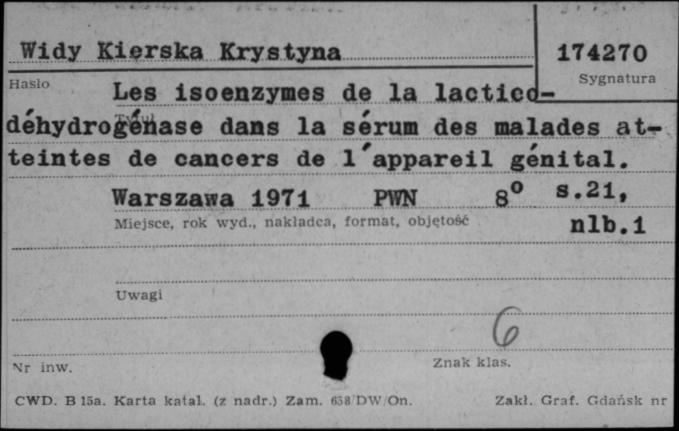 Widy Kierska Krystyna 174270
Hasło Sygnatura
Les isoenzymes de la lactico-
Tytuł
déhydrogénase dans la sérum des malades at-
teintes de cancers de l'appareil génital.
Warszawa 1971 PWN 8° s.21,
Miejsce, rok wyd., nakładca, format, objętość nlb.1
Uwagi
6
Nr inw. Znak klas.
CWD. B 15a. Karta katal. (z nadr.) Zam. 658/DW/On. Zakł. Graf. Gdańsk nr